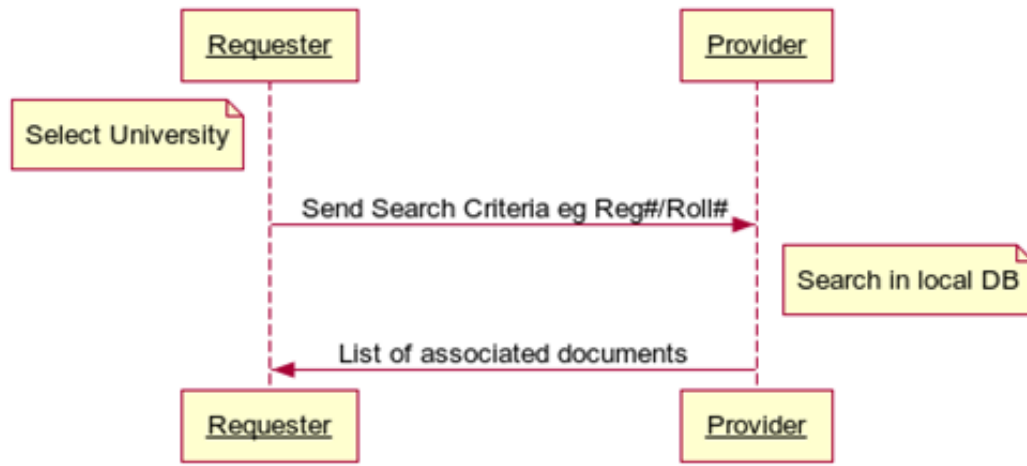 Requester
Provider
Select University
Send Search Criteria eg Reg#/Roll#
Search in local DB
List of associated documents
Requester
Provider